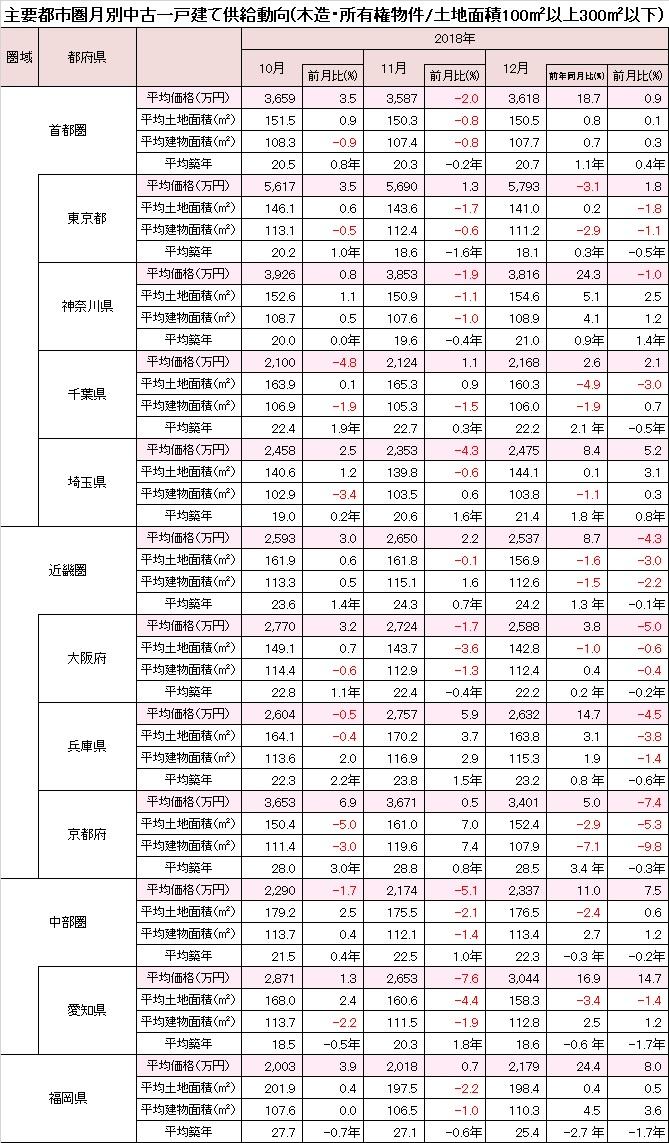 主要都市圏月別中古一戸建て供給動向(木造・所有権物件/土地面積100㎡以上300㎡以下)
圏域 都府県 2018年
10月 前月比(%) 11月 前月比(%) 12月 前年同月比(%) 前月比(%)
首都圏
平均価格(万円) 3,659 3.5 3,587 -2.0 3,618 18.7 0.9
平均土地面積(㎡) 151.5 0.9 150.3 -0.8 150.5 0.8 0.1
平均建物面積(㎡) 108.3 -0.9 107.4 -0.8 107.7 0.7 0.3
平均築年 20.5 0.8年 20.3 -0.2年 20.7 1.1年 0.4年
東京都
平均価格(万円) 5,617 3.5 5,690 1.3 5,793 -3.1 1.8
平均土地面積(㎡) 146.1 0.6 143.6 -1.7 141.0 0.2 -1.8
平均建物面積(㎡) 113.1 -0.5 112.4 -0.6 111.2 -2.9 -1.1
平均築年 20.2 1.0年 18.6 -1.6年 18.1 0.3年 -0.5年
神奈川県
平均価格(万円) 3,926 0.8 3,853 -1.9 3,816 24.3 -1.0
平均土地面積(㎡) 152.6 1.1 150.9 -1.1 154.6 5.1 2.5
平均建物面積(㎡) 108.7 0.5 107.6 -1.0 108.9 4.1 1.2
平均築年 20.0 0.0年 19.6 -0.4年 21.0 0.9年 1.4年
千葉県
平均価格(万円) 2,100 -4.8 2,124 1.1 2,168 2.6 2.1
平均土地面積(㎡) 163.9 0.1 165.3 0.9 160.3 -4.9 -3.0
平均建物面積(㎡) 106.9 -1.9 105.3 -1.5 106.0 -1.9 0.7
平均築年 22.4 1.9年 22.7 0.3年 22.2 2.1 年 -0.5年
埼玉県
平均価格(万円) 2,458 2.5 2,353 -4.3 2,475 8.4 5.2
平均土地面積(㎡) 140.6 1.2 139.8 -0.6 144.1 0.1 3.1
平均建物面積(㎡) 102.9 -3.4 103.5 0.6 103.8 -1.1 0.3
平均築年 19.0 0.2年 20.6 1.6年 21.4 1.8 年 0.8年
近畿圏
平均価格(万円) 2,593 3.0 2,650 2.2 2,537 8.7 -4.3
平均土地面積(㎡) 161.9 0.6 161.8 -0.1 156.9 -1.6 -3.0
平均建物面積(㎡) 113.3 0.5 115.1 1.6 112.6 -1.5 -2.2
平均築年 23.6 1.4年 24.3 0.7年 24.2 1.3 年 -0.1年
大阪府
平均価格(万円) 2,770 3.2 2,724 -1.7 2,588 3.8 -5.0
平均土地面積(㎡) 149.1 0.7 143.7 -3.6 142.8 -1.0 -0.6
平均建物面積(㎡) 114.4 -0.6 112.9 -1.3 112.4 0.4 -0.4
平均築年 22.8 1.1年 22.4 -0.4年 22.2 0.2 年 -0.2年
兵庫県
平均価格(万円) 2,604 -0.5 2,757 5.9 2,632 14.7 -4.5
平均土地面積(㎡) 164.1 -0.4 170.2 3.7 163.8 3.1 -3.8
平均建物面積(㎡) 113.6 2.0 116.9 2.9 115.3 1.9 -1.4
平均築年 22.3 2.2年 23.8 1.5年 23.2 0.8 年 -0.6年
京都府
平均価格(万円) 3,653 6.9 3,671 0.5 3,401 5.0 -7.4
平均土地面積(㎡) 150.4 -5.0 161.0 7.0 152.4 -2.9 -5.3
平均建物面積(㎡) 111.4 -3.0 119.6 7.4 107.9 -7.1 -9.8
平均築年 28.0 3.0年 28.8 0.8年 28.5 3.4 年 -0.3年
中部圏
平均価格(万円) 2,290 -1.7 2,174 -5.1 2,337 11.0 7.5
平均土地面積(㎡) 179.2 2.5 175.5 -2.1 176.5 -2.4 0.6
平均建物面積(㎡) 113.7 0.4 112.1 -1.4 113.4 2.7 1.2
平均築年 21.5 0.4年 22.5 1.0年 22.3 -0.3 年 -0.2年
愛知県
平均価格(万円) 2,871 1.3 2,653 -7.6 3,044 16.9 14.7
平均土地面積(㎡) 168.0 2.4 160.6 -4.4 158.3 -3.4 -1.4
平均建物面積(㎡) 113.7 -2.2 111.5 -1.9 112.8 2.5 1.2
平均築年 18.5 -0.5年 20.3 1.8年 18.6 -0.6 年 -1.7年
福岡県
平均価格(万円) 2,003 3.9 2,018 0.7 2,179 24.4 8.0
平均土地面積(㎡) 201.9 0.4 197.5 -2.2 198.4 0.4 0.5
平均建物面積(㎡) 107.6 0.0 106.5 -1.0 110.3 4.5 3.6
平均築年 27.7 -0.7年 27.1 -0.6年 25.4 -2.7 年 -1.7年